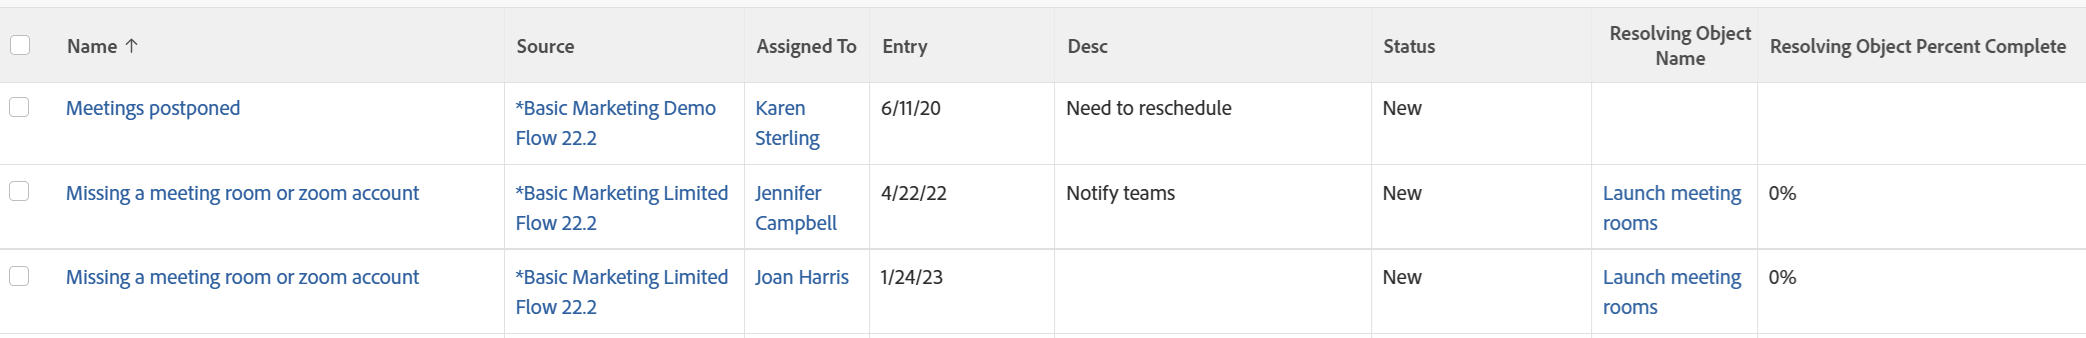 Name ↑ Source Assigned To Entry Desc Status Resolving Object Name Resolving Object Percent Complete
Meetings postponed *Basic Marketing Demo Karen 6/11/20 Need to reschedule New
Flow 22.2 Sterling
Missing a meeting room or zoom account *Basic Marketing Limited Jennifer 4/22/22 Notify teams New Launch meeting 0%
Flow 22.2 Campbell rooms
Missing a meeting room or zoom account *Basic Marketing Limited Joan Harris 1/24/23 New Launch meeting 0%
Flow 22.2 rooms